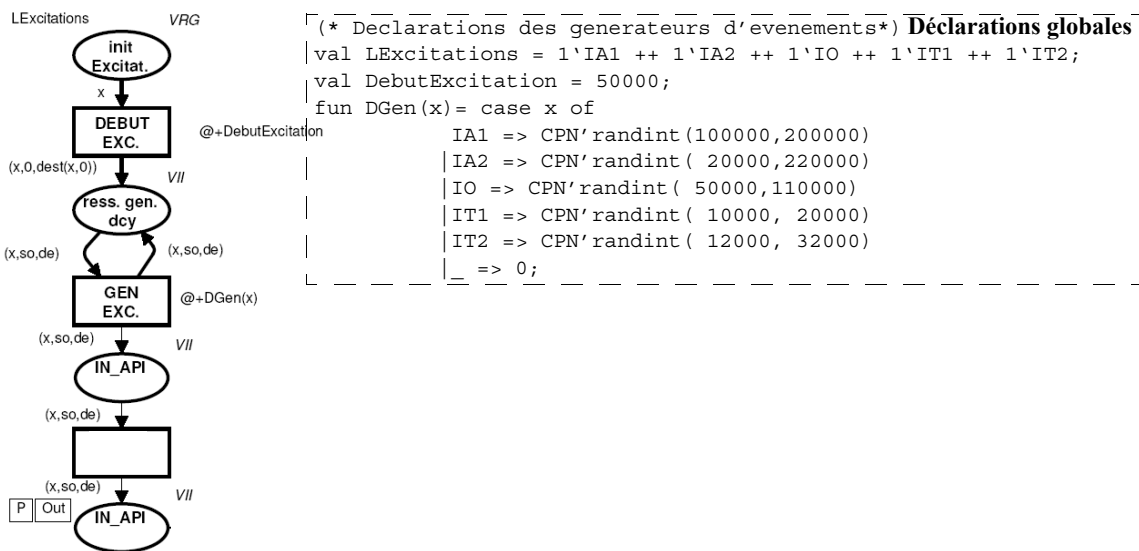 LExcitations
VRG
init
Excitat.
x
DEBUT
EXC.
@+DebutExcitation
(x,0,dest(x,0))
VII
ress. gen.
dcy
(x,so,de)
(x,so,de)
GEN
EXC.
@+DGen(x)
(x,so,de)
VII
IN_API
(x,so,de)
(x,so,de)
VII
P Out
IN_API
(* Declarations des generateurs d’evenements*) Déclarations globales
val LExcitations = 1‘IA1 ++ 1‘IA2 ++ 1‘IO ++ 1‘IT1 ++ 1‘IT2;
val DebutExcitation = 50000;
fun DGen(x)= case x of
IA1 => CPN’randint(100000,200000)
|IA2 => CPN’randint( 20000,220000)
|IO => CPN’randint( 50000,110000)
|IT1 => CPN’randint( 10000, 20000)
|IT2 => CPN’randint( 12000, 32000)
|_ => 0;